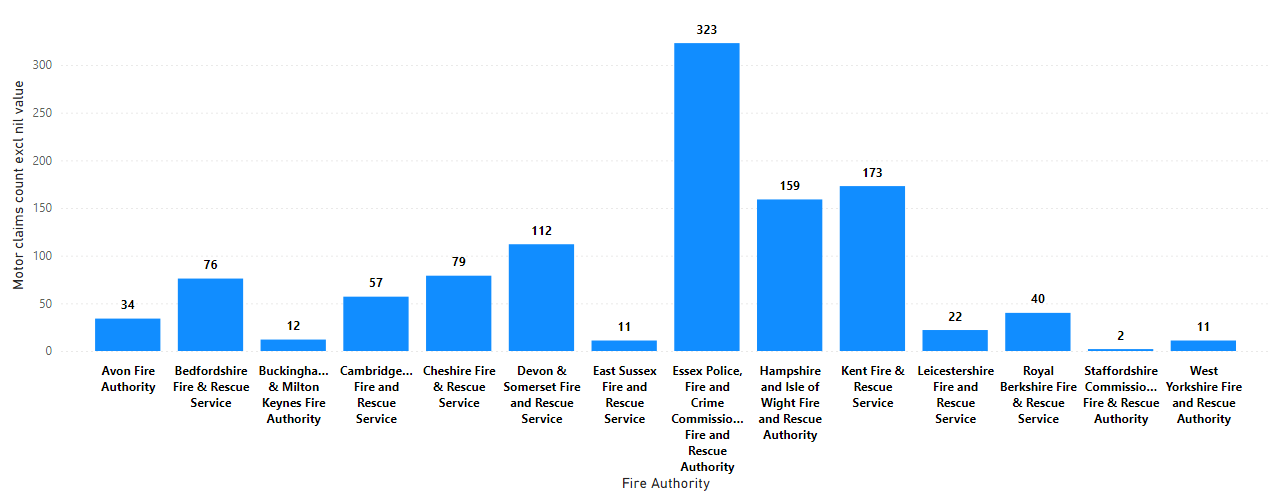 Motor claims count excl nil value
300
250
200
150
100
50
0
34
76
12
57
79
112
11
323
159
173
22
40
2
11
Avon Fire
Authority
Bedfordshire
Fire & Rescue
Service
Buckingha...
& Milton
Keynes Fire
Authority
Cambridge...
Fire and
Rescue
Service
Cheshire Fire
& Rescue
Service
Devon &
Somerset Fire
and Rescue
Service
East Sussex
Fire and
Rescue
Service
Essex Police,
Fire and
Crime
Commissio...
Fire and
Rescue
Authority
Hampshire
and Isle of
Wight Fire
and Rescue
Authority
Kent Fire &
Rescue
Service
Leicestershire
Fire and
Rescue
Service
Royal
Berkshire Fire
& Rescue
Service
Staffordshire
Commissio...
Fire & Rescue
Authority
West
Yorkshire Fire
and Rescue
Authority
Fire Authority